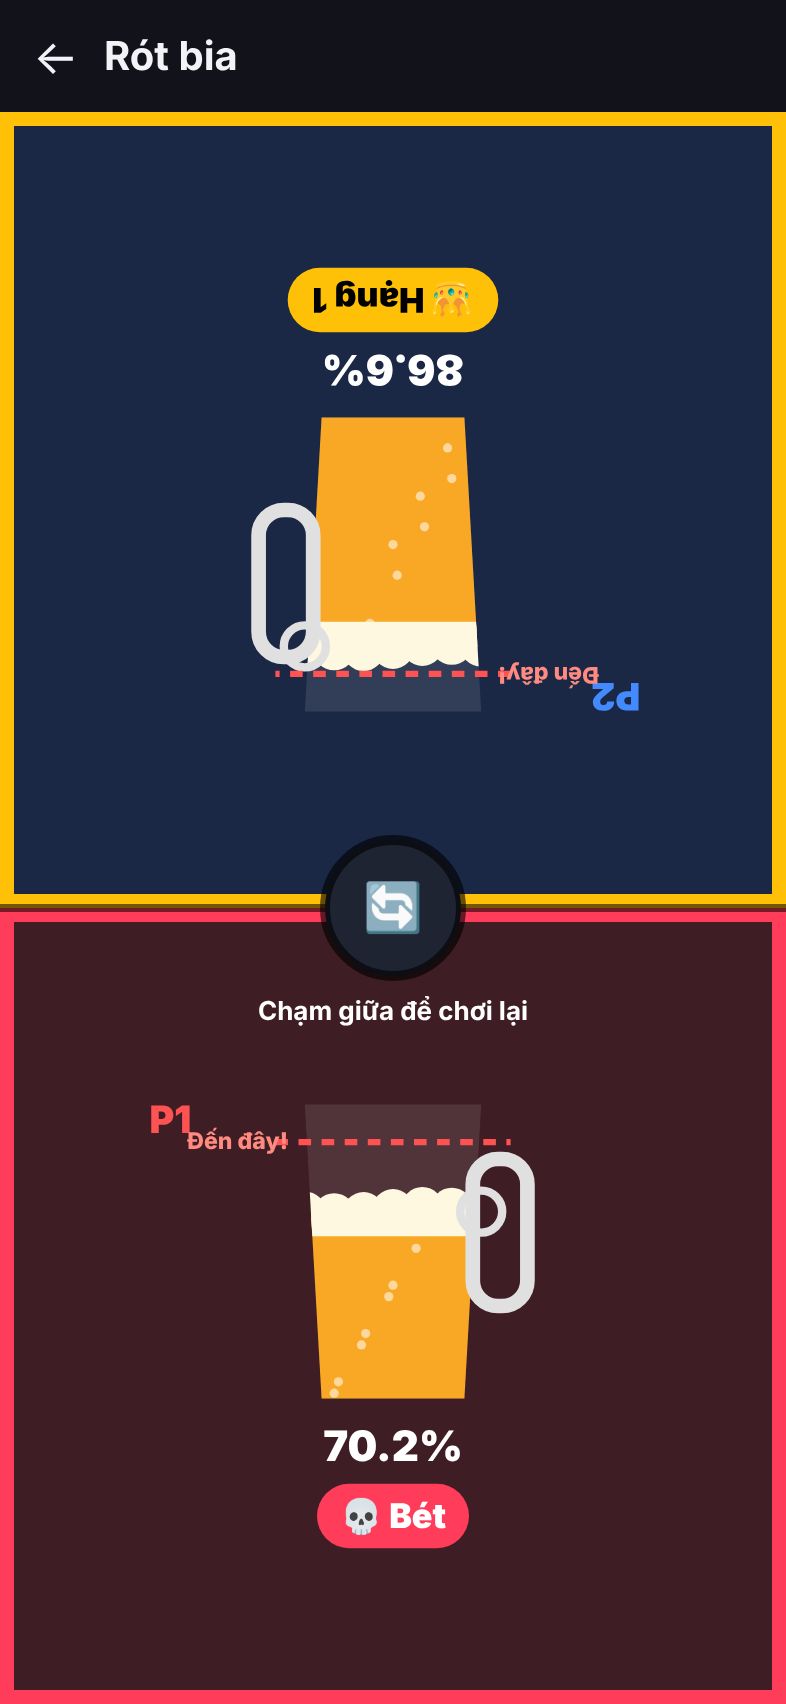 Rót bia
Hạng 1
86.9%
Đến đây!
P2
Chạm giữa để chơi lại
P1
Đến đây!
70.2%
Bét